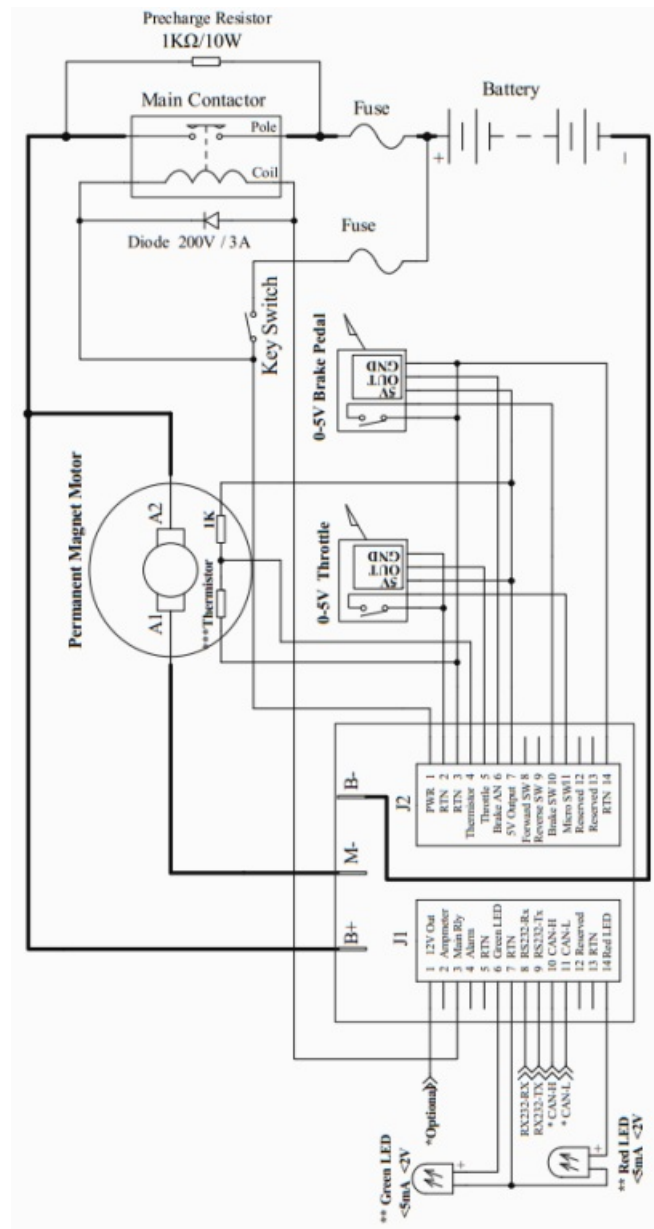 Precharge Resistor
1KΩ/10W
Main Contactor
Pole
Coil
Fuse
Battery
+
−
Diode 200V / 3A
Fuse
Key Switch
0-5V Brake Pedal
GND
OUT
5V
Permanent Magnet Motor
A2
A1
1K
***Thermistor
0-5V Throttle
GND
OUT
5V
B-
M-
B+
J2
PWR 1
RTN 2
RTN 3
Thermistor 4
Throttle 5
Brake AN 6
5V Output 7
Forward SW 8
Reverse SW 9
Brake SW 10
Micro SW 11
Reserved 12
Reserved 13
RTN 14
J1
1 12V Out
2 Ampmeter
3 Main Rly
4 Alarm
5 RTN
6 Green LED
7 RTN
8 RS232-Rx
9 RS232-Tx
10 CAN-H
11 CAN-L
12 Reserved
13 RTN
14 Red LED
*Optional
RX232-RX
RX232-TX
* CAN-H
* CAN-L
** Green LED
<5mA <2V
+
** Red LED
<5mA <2V
+